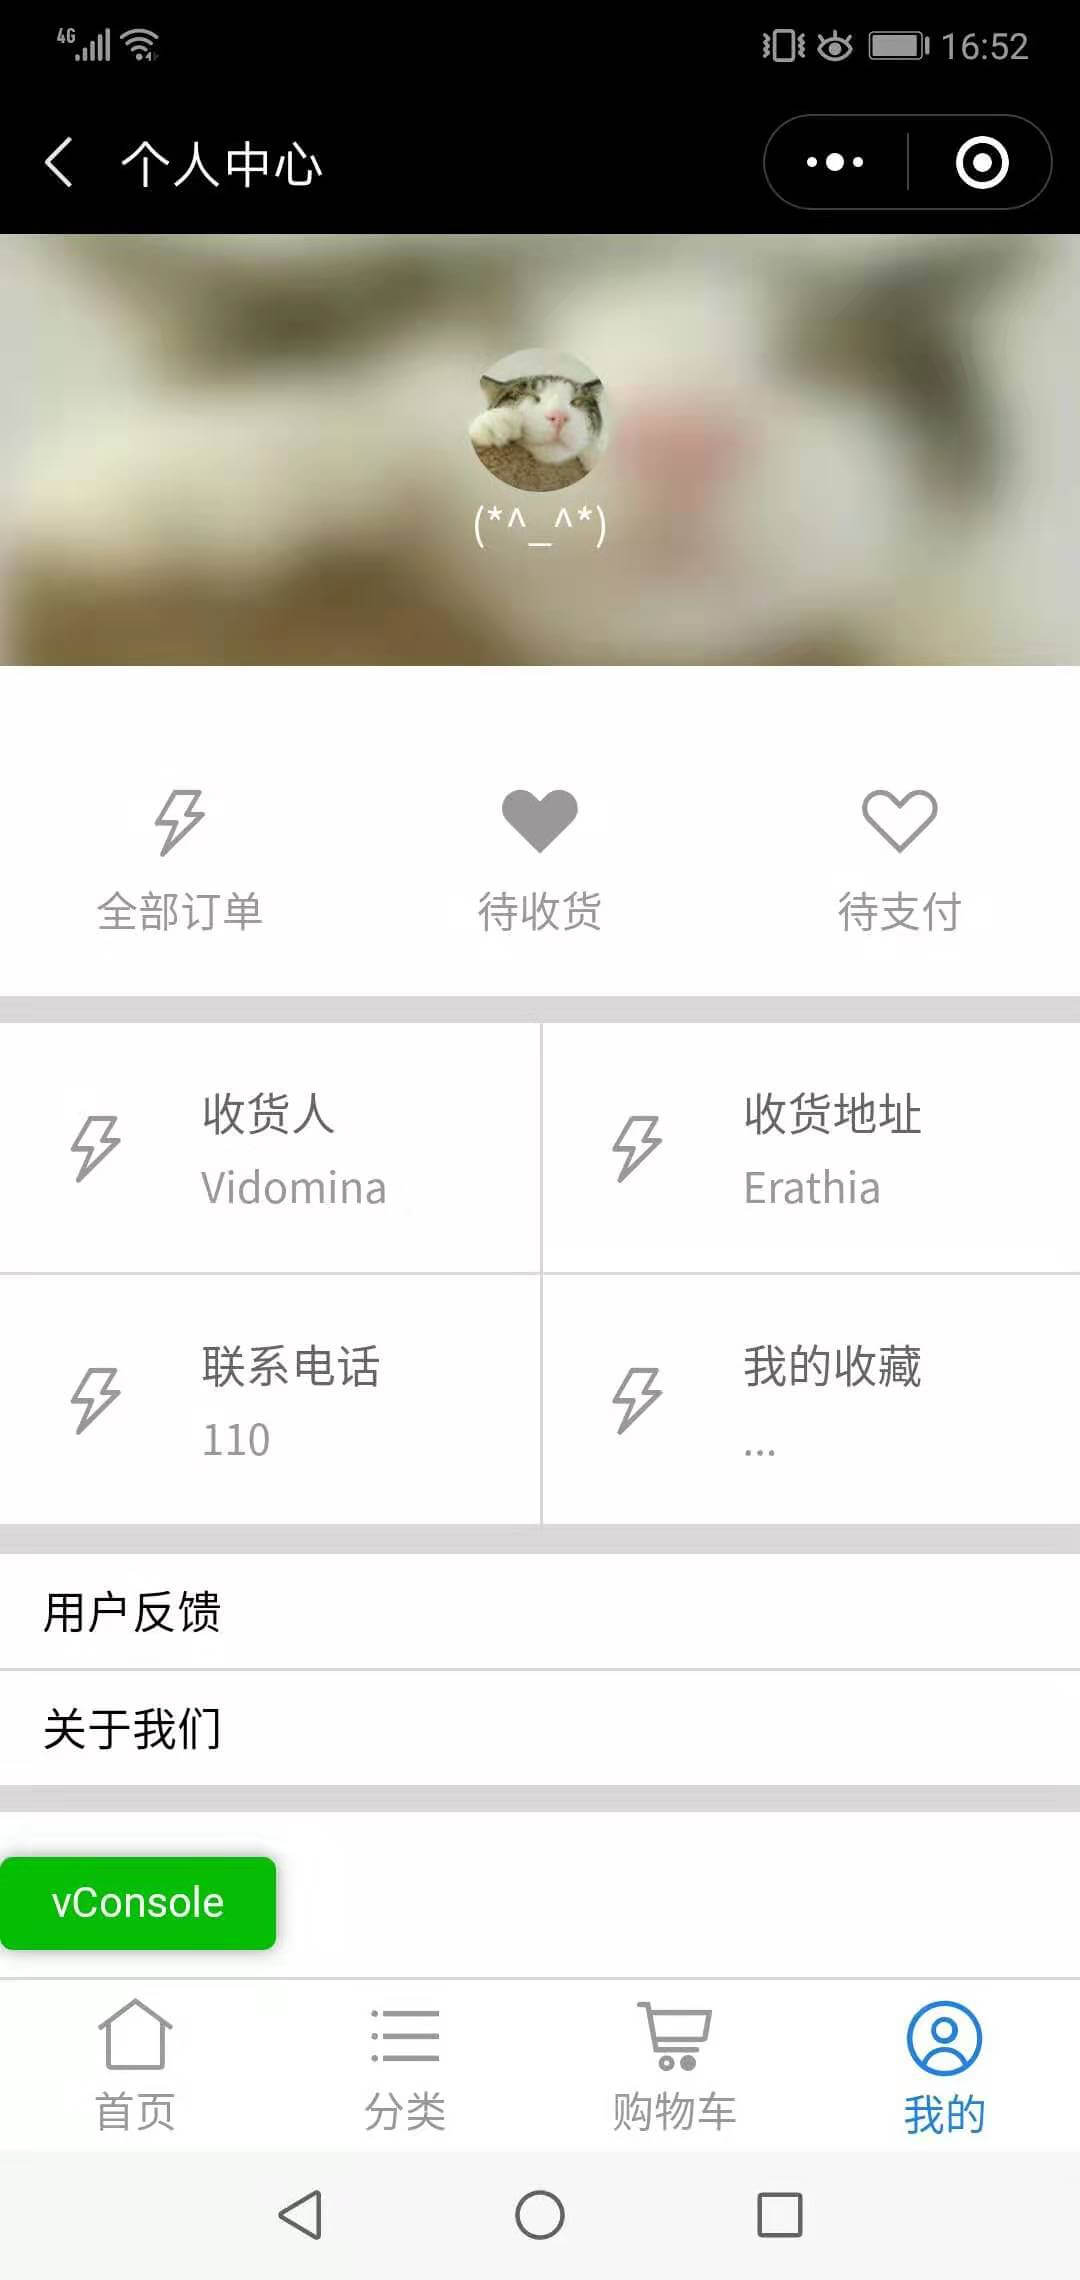 4G 16:52
个人中心
(*^_^*)
全部订单 待收货 待支付
收货人 收货地址
Vidomina Erathia
联系电话 我的收藏
110 ...
用户反馈
关于我们
vConsole
首页 分类 购物车 我的